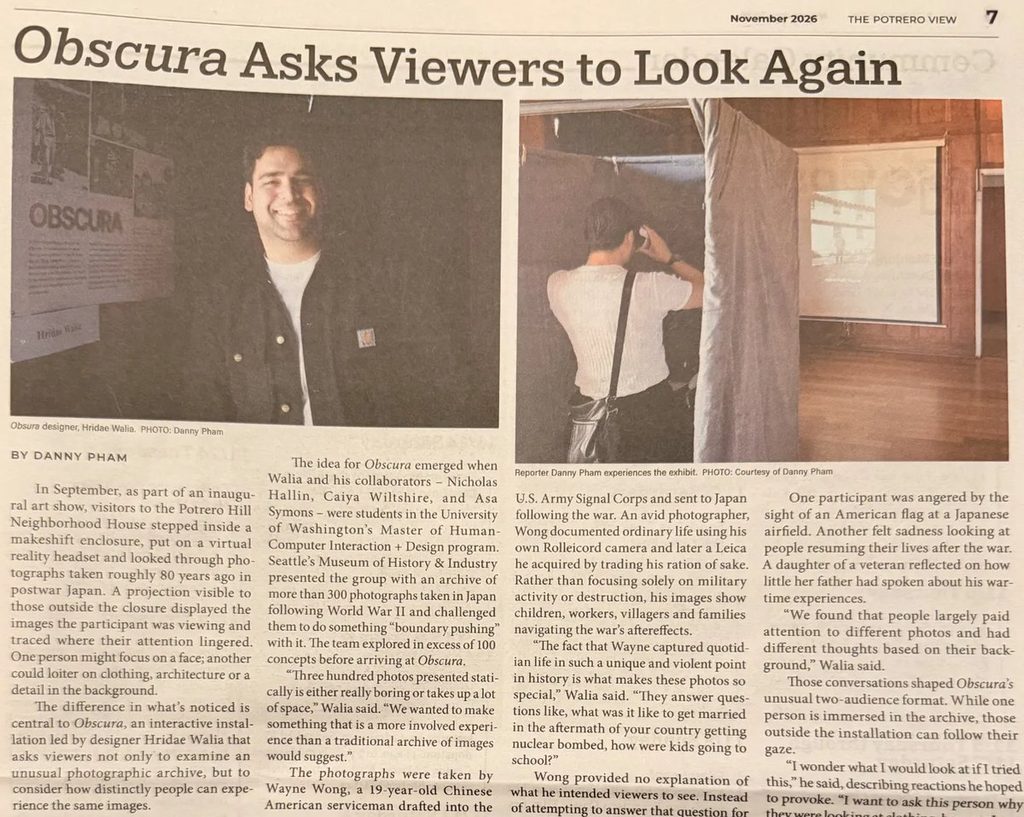 November 2026
THE POTRERO VIEW
7
Obscura Asks Viewers to Look Again
OBSCURA
Hridae Walia
Obsura designer, Hridae Walia. PHOTO: Danny Pham
Reporter Danny Pham experiences the exhibit. PHOTO: Courtesy of Danny Pham
BY DANNY PHAM
In September, as part of an inaugu-
ral art show, visitors to the Potrero Hill
Neighborhood House stepped inside a
makeshift enclosure, put on a virtual
reality headset and looked through pho-
tographs taken roughly 80 years ago in
postwar Japan. A projection visible to
those outside the closure displayed the
images the participant was viewing and
traced where their attention lingered.
One person might focus on a face; another
could loiter on clothing, architecture or a
detail in the background.
The difference in what's noticed is
central to Obscura, an interactive instal-
lation led by designer Hridae Walia that
asks viewers not only to examine an
unusual photographic archive, but to
consider how distinctly people can expe-
rience the same images.
The idea for Obscura emerged when
Walia and his collaborators – Nicholas
Hallin, Caiya Wiltshire, and Asa
Symons – were students in the University
of Washington's Master of Human-
Computer Interaction + Design program.
Seattle's Museum of History & Industry
presented the group with an archive of
more than 300 photographs taken in Japan
following World War II and challenged
them to do something "boundary pushing"
with it. The team explored in excess of 100
concepts before arriving at Obscura.
"Three hundred photos presented stati-
cally is either really boring or takes up a lot
of space," Walia said. "We wanted to make
something that is a more involved experi-
ence than a traditional archive of images
would suggest."
The photographs were taken by
Wayne Wong, a 19-year-old Chinese
American serviceman drafted into the
U.S. Army Signal Corps and sent to Japan
following the war. An avid photographer,
Wong documented ordinary life using his
own Rolleicord camera and later a Leica
he acquired by trading his ration of sake.
Rather than focusing solely on military
activity or destruction, his images show
children, workers, villagers and families
navigating the war's aftereffects.
"The fact that Wayne captured quotid-
ian life in such a unique and violent point
in history is what makes these photos so
special," Walia said. "They answer ques-
tions like, what was it like to get married
in the aftermath of your country getting
nuclear bombed, how were kids going to
school?"
Wong provided no explanation of
what he intended viewers to see. Instead
of attempting to answer that question for
One participant was angered by the
sight of an American flag at a Japanese
airfield. Another felt sadness looking at
people resuming their lives after the war.
A daughter of a veteran reflected on how
little her father had spoken about his war-
time experiences.
"We found that people largely paid
attention to different photos and had
different thoughts based on their back-
ground," Walia said.
Those conversations shaped Obscura's
unusual two-audience format. While one
person is immersed in the archive, those
outside the installation can follow their
gaze.
"I wonder what I would look at if I tried
this," he said, describing reactions he hoped
to provoke. "I want to ask this person why
they were looking at